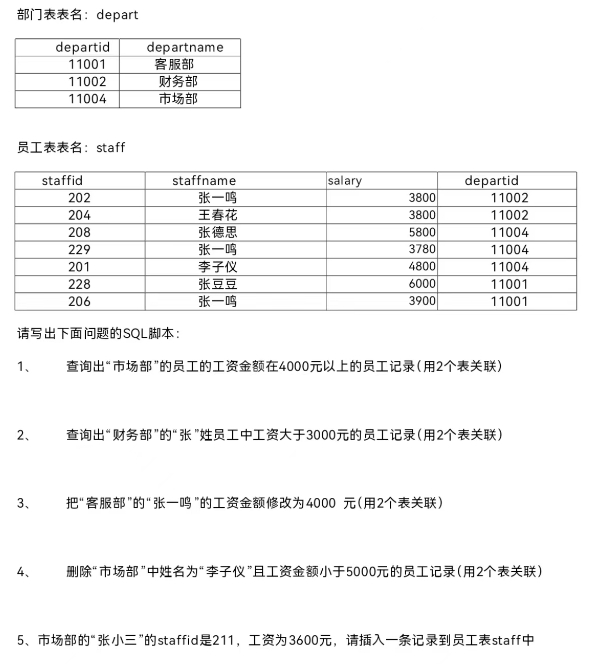 部门表表名：depart
departid departname
11001 客服部
11002 财务部
11004 市场部
员工表表名：staff
staffid staffname salary departid
202 张一鸣 3800 11002
204 王春花 3800 11002
208 张德思 5800 11004
229 张一鸣 3780 11004
201 李子仪 4800 11004
228 张豆豆 6000 11001
206 张一鸣 3900 11001
请写出下面问题的SQL脚本：
1、 查询出“市场部”的员工的工资金额在4000元以上的员工记录(用2个表关联)
2、 查询出“财务部”的“张”姓员工中工资大于3000元的员工记录(用2个表关联)
3、 把“客服部”的“张一鸣”的工资金额修改为4000 元(用2个表关联)
4、 删除“市场部”中姓名为“李子仪”且工资金额小于5000元的员工记录(用2个表关联)
5、市场部的“张小三”的staffid是211，工资为3600元，请插入一条记录到员工表staff中